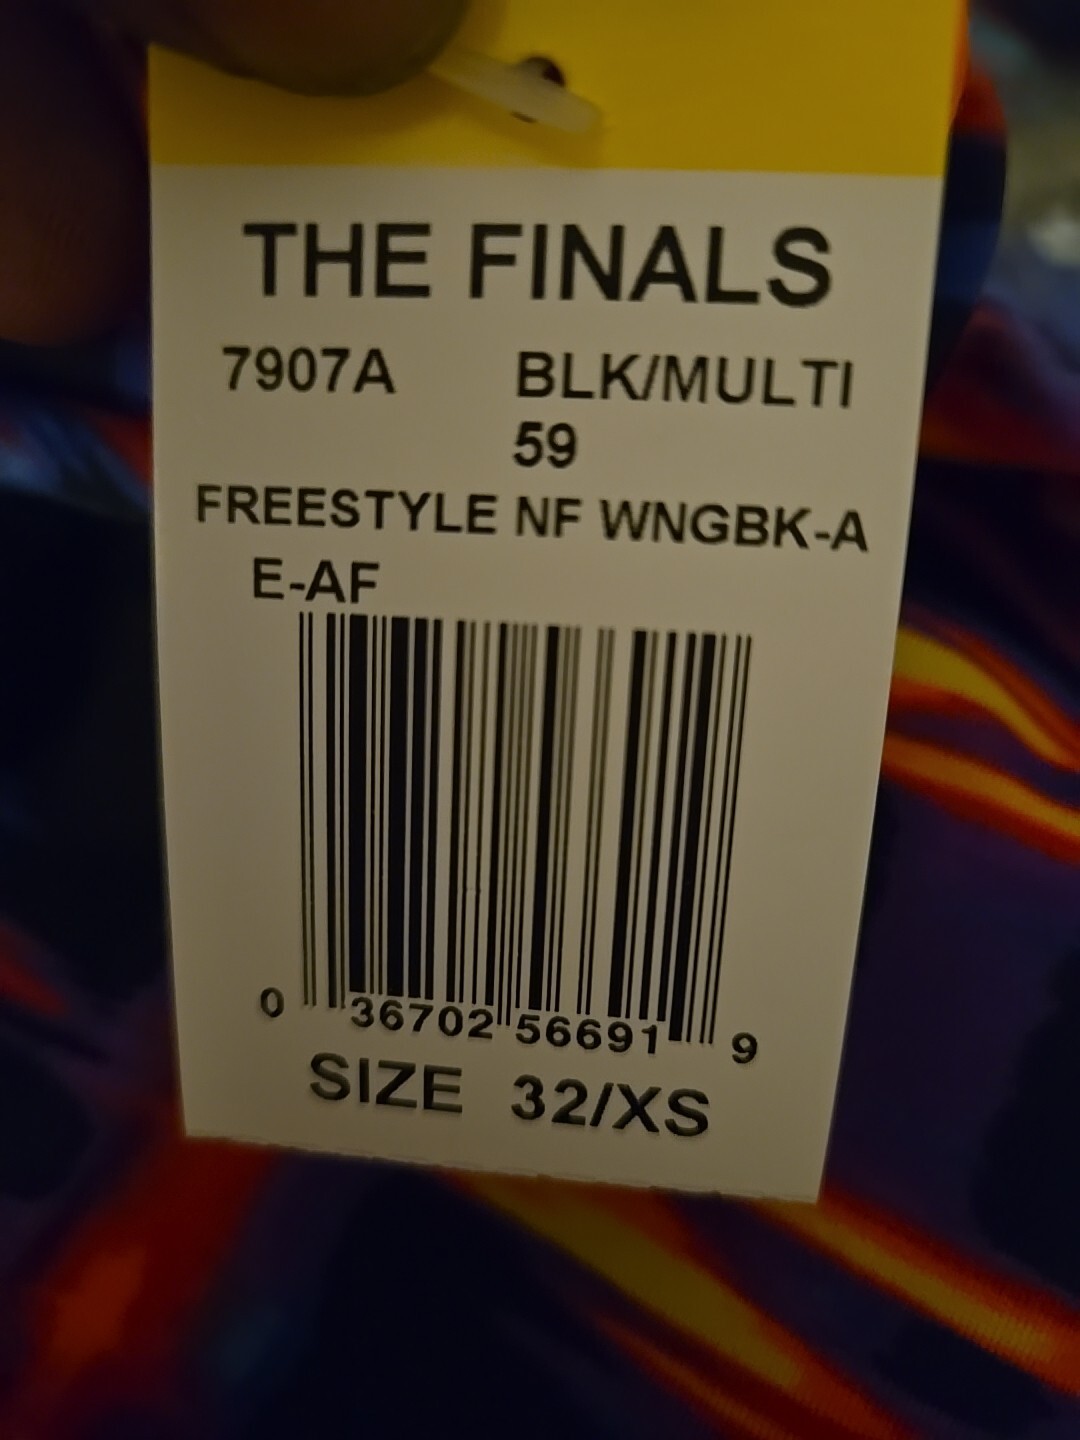 THE FINALS
7907A BLK/MULTI
59
FREESTYLE NF WNGBK-A
E-AF
0 36702 56691 9
SIZE 32/XS